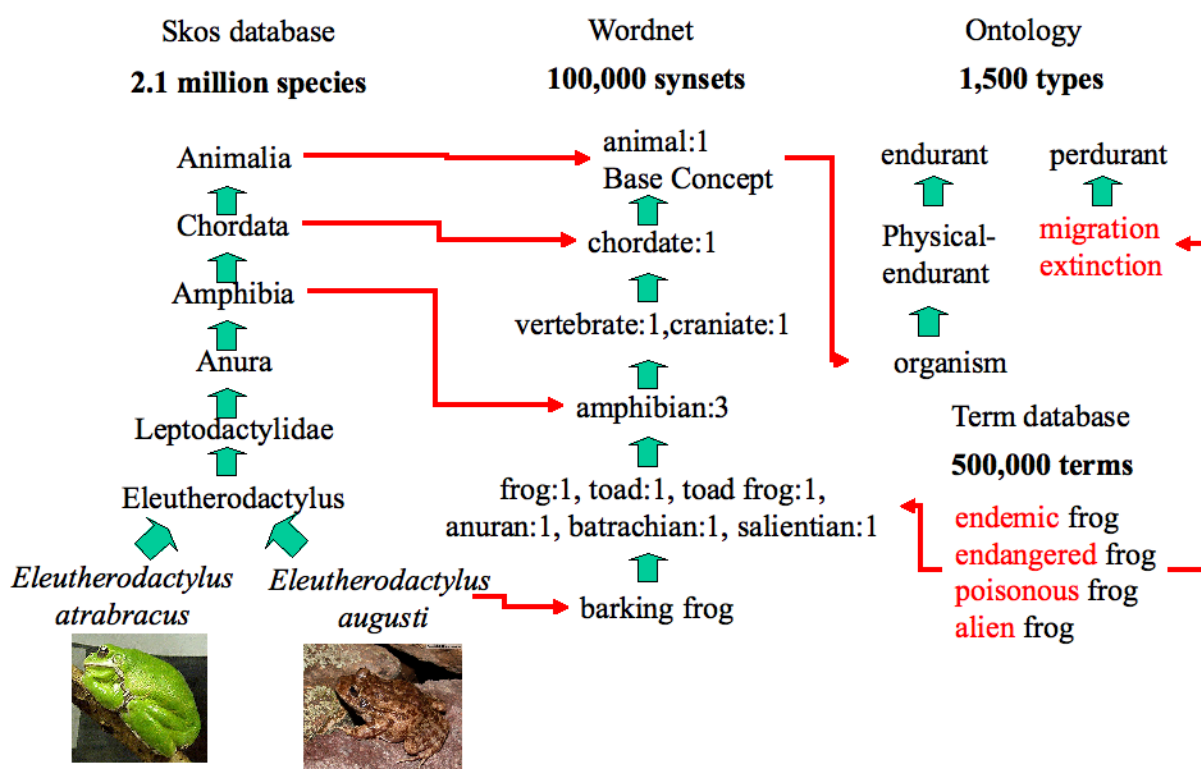 Skos database
2.1 million species
Animalia
Chordata
Amphibia
Anura
Leptodactylidae
Eleutherodactylus
Eleutherodactylus
atrabracus
Eleutherodactylus
augusti
Wordnet
100,000 synsets
animal:1
Base Concept
chordate:1
vertebrate:1,craniate:1
amphibian:3
frog:1, toad:1, toad frog:1,
anuran:1, batrachian:1, salientian:1
barking frog
Ontology
1,500 types
endurant
perdurant
Physical-
endurant
migration
extinction
organism
Term database
500,000 terms
endemic frog
endangered frog
poisonous frog
alien frog